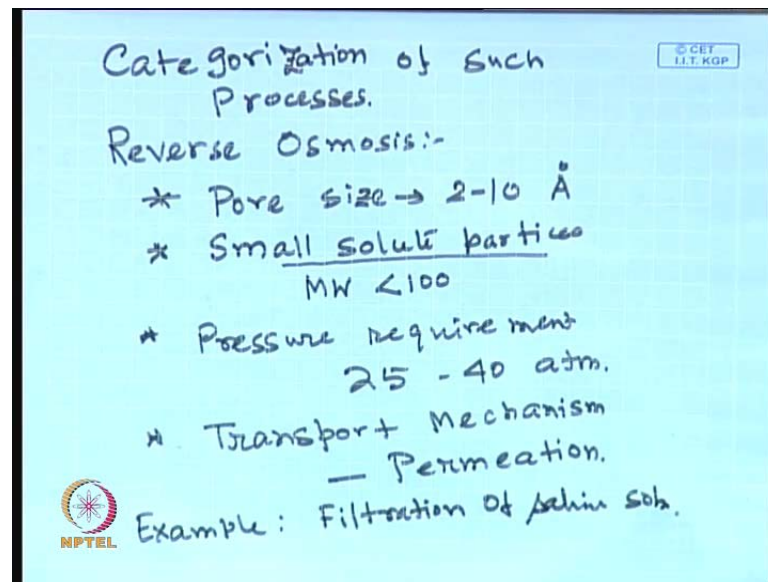 Categorization of such
Processes.
© CET
I.I.T. KGP
Reverse Osmosis:-
* Pore size → 2-10 Å
* Small solute partices
MW <100
* Pressure requirement
25 - 40 atm.
* Transport Mechanism
— Permeation.
Example: Filtration of saline soln.
NPTEL